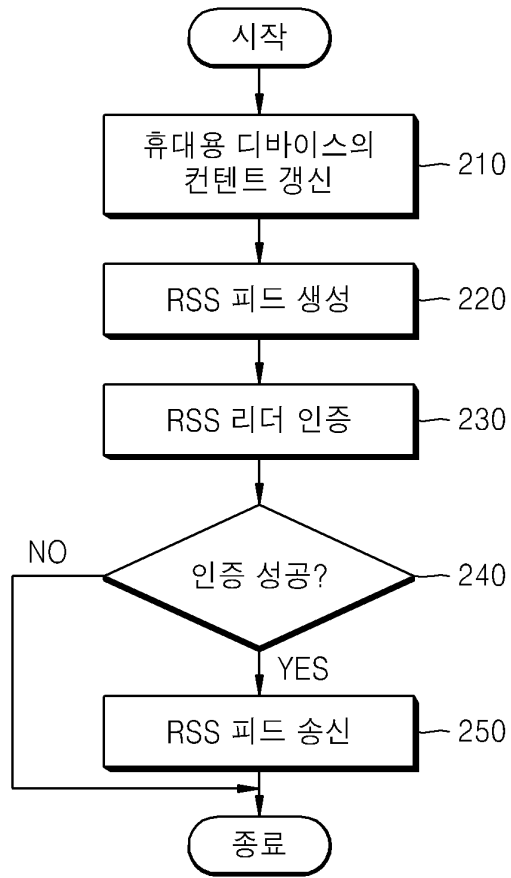 시작
휴대용 디바이스의
컨텐트 갱신
210
RSS 피드 생성
220
RSS 리더 인증
230
인증 성공?
240
NO
YES
RSS 피드 송신
250
종료